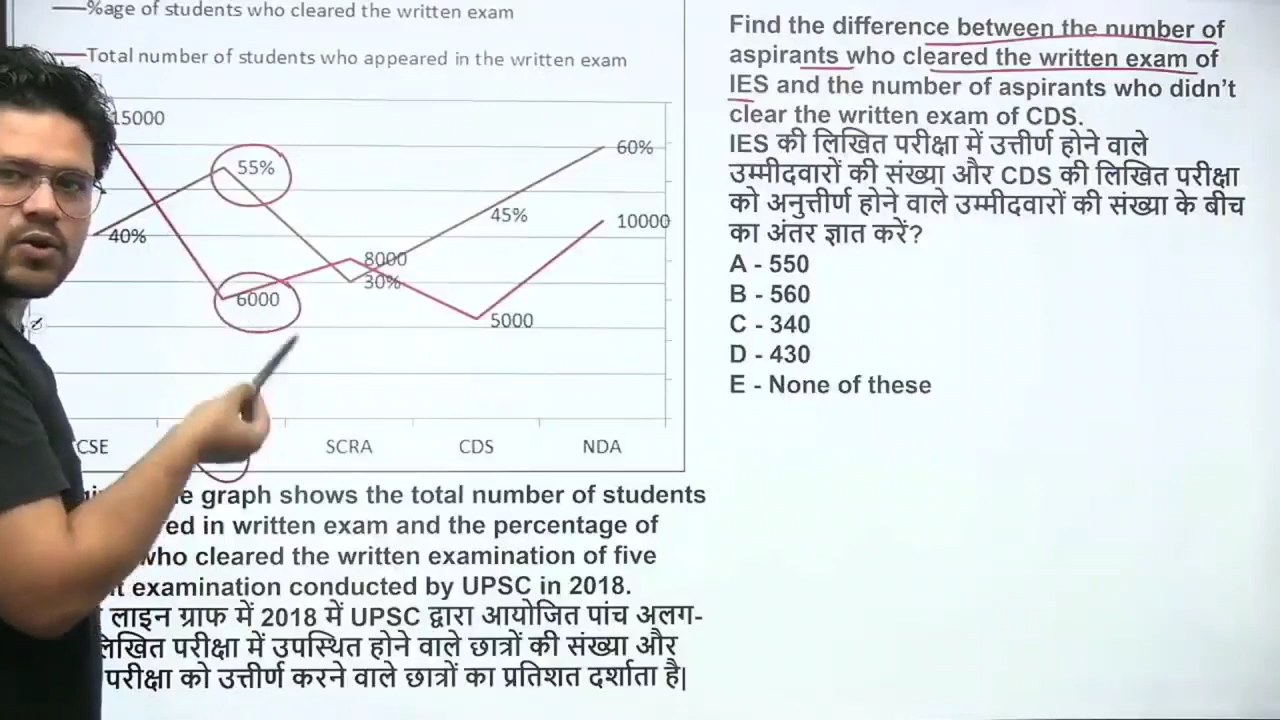 %age of students who cleared the written exam
Total number of students who appeared in the written exam
15000
55%
60%
45%
10000
40%
8000
30%
6000
5000
CSE
SCRA
CDS
NDA
graph shows the total number of students
in written exam and the percentage of
who cleared the written examination of five
examination conducted by UPSC in 2018.
लाइन ग्राफ में 2018 में UPSC द्वारा आयोजित पांच अलग-
लिखित परीक्षा में उपस्थित होने वाले छात्रों की संख्या और
परीक्षा को उत्तीर्ण करने वाले छात्रों का प्रतिशत दर्शाता है|
Find the difference between the number of
aspirants who cleared the written exam of
IES and the number of aspirants who didn't
clear the written exam of CDS.
IES की लिखित परीक्षा में उत्तीर्ण होने वाले
उम्मीदवारों की संख्या और CDS की लिखित परीक्षा
को अनुत्तीर्ण होने वाले उम्मीदवारों की संख्या के बीच
का अंतर ज्ञात करें?
A - 550
B - 560
C - 340
D - 430
E - None of these